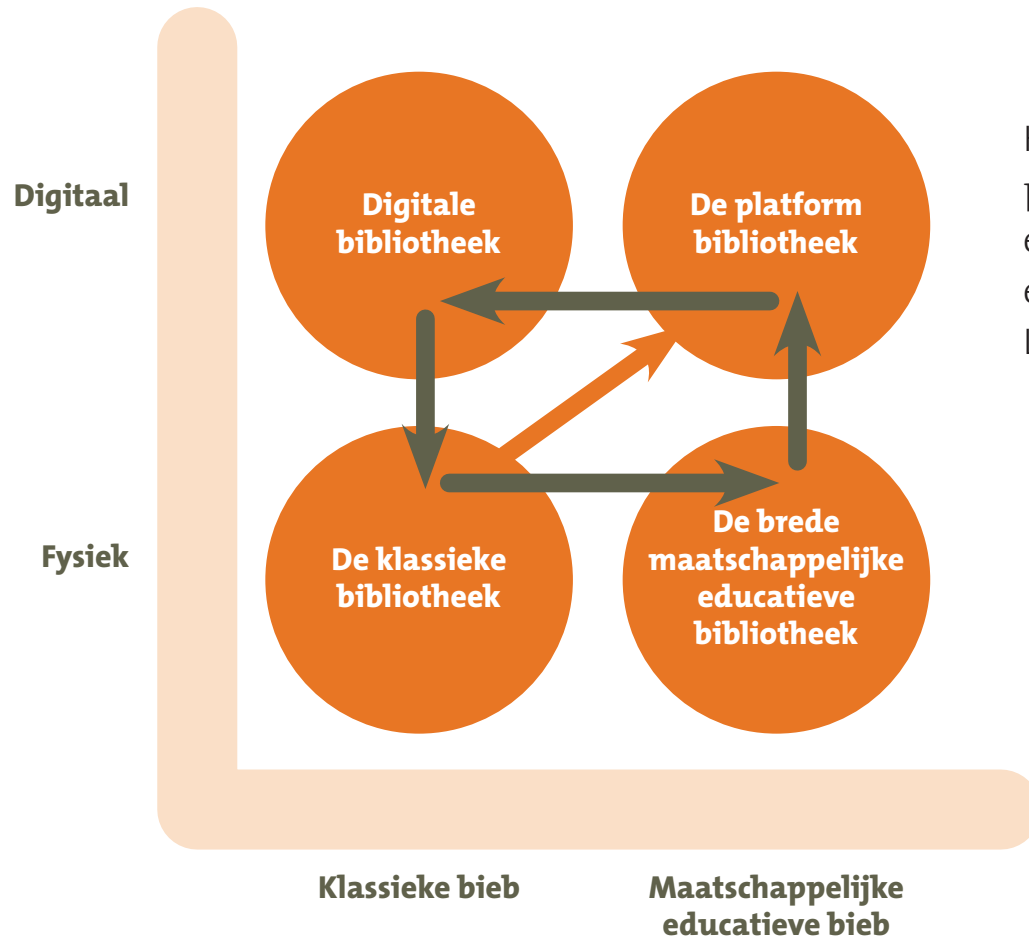 Digitaal
Digitale
bibliotheek
De platform
bibliotheek
Fysiek
De klassieke
bibliotheek
De brede
maatschappelijke
educatieve
bibliotheek
Klassieke bieb
Maatschappelijke
educatieve bieb